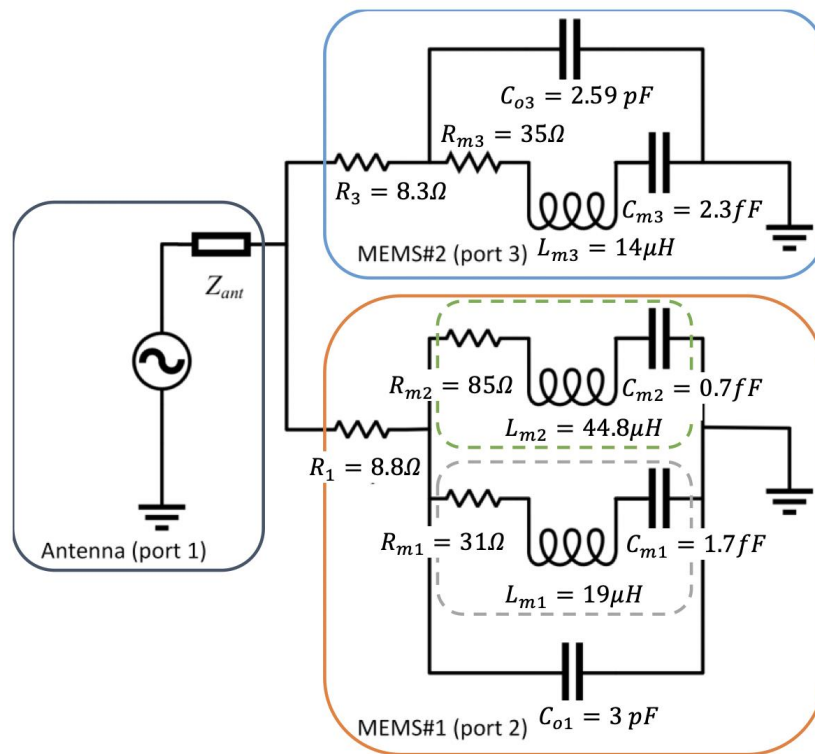 C_{o3} = 2.59 pF
R_{m3} = 35Ω
R_3 = 8.3Ω
C_{m3} = 2.3fF
L_{m3} = 14μH
MEMS#2 (port 3)
Z_{ant}
R_{m2} = 85Ω
C_{m2} = 0.7fF
L_{m2} = 44.8μH
R_1 = 8.8Ω
R_{m1} = 31Ω
C_{m1} = 1.7fF
L_{m1} = 19μH
Antenna (port 1)
C_{o1} = 3 pF
MEMS#1 (port 2)